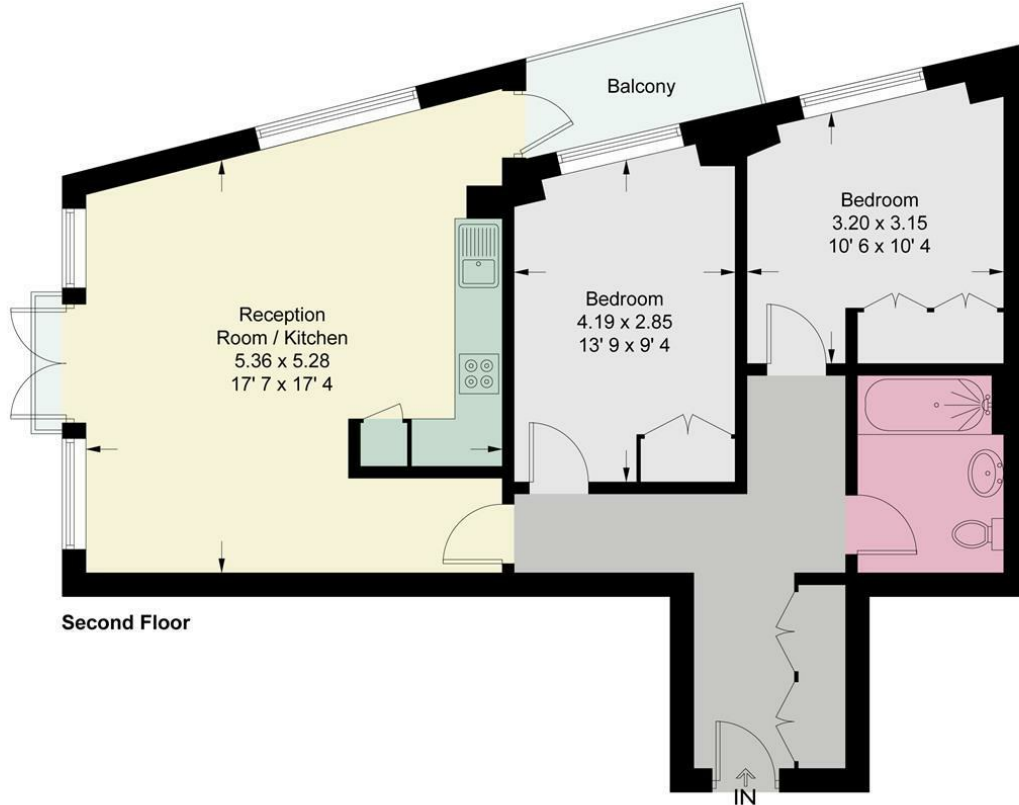 Balcony
Bedroom
3.20 x 3.15
10' 6 x 10' 4
Bedroom
4.19 x 2.85
13' 9 x 9' 4
Reception
Room / Kitchen
5.36 x 5.28
17' 7 x 17' 4
Second Floor
IN